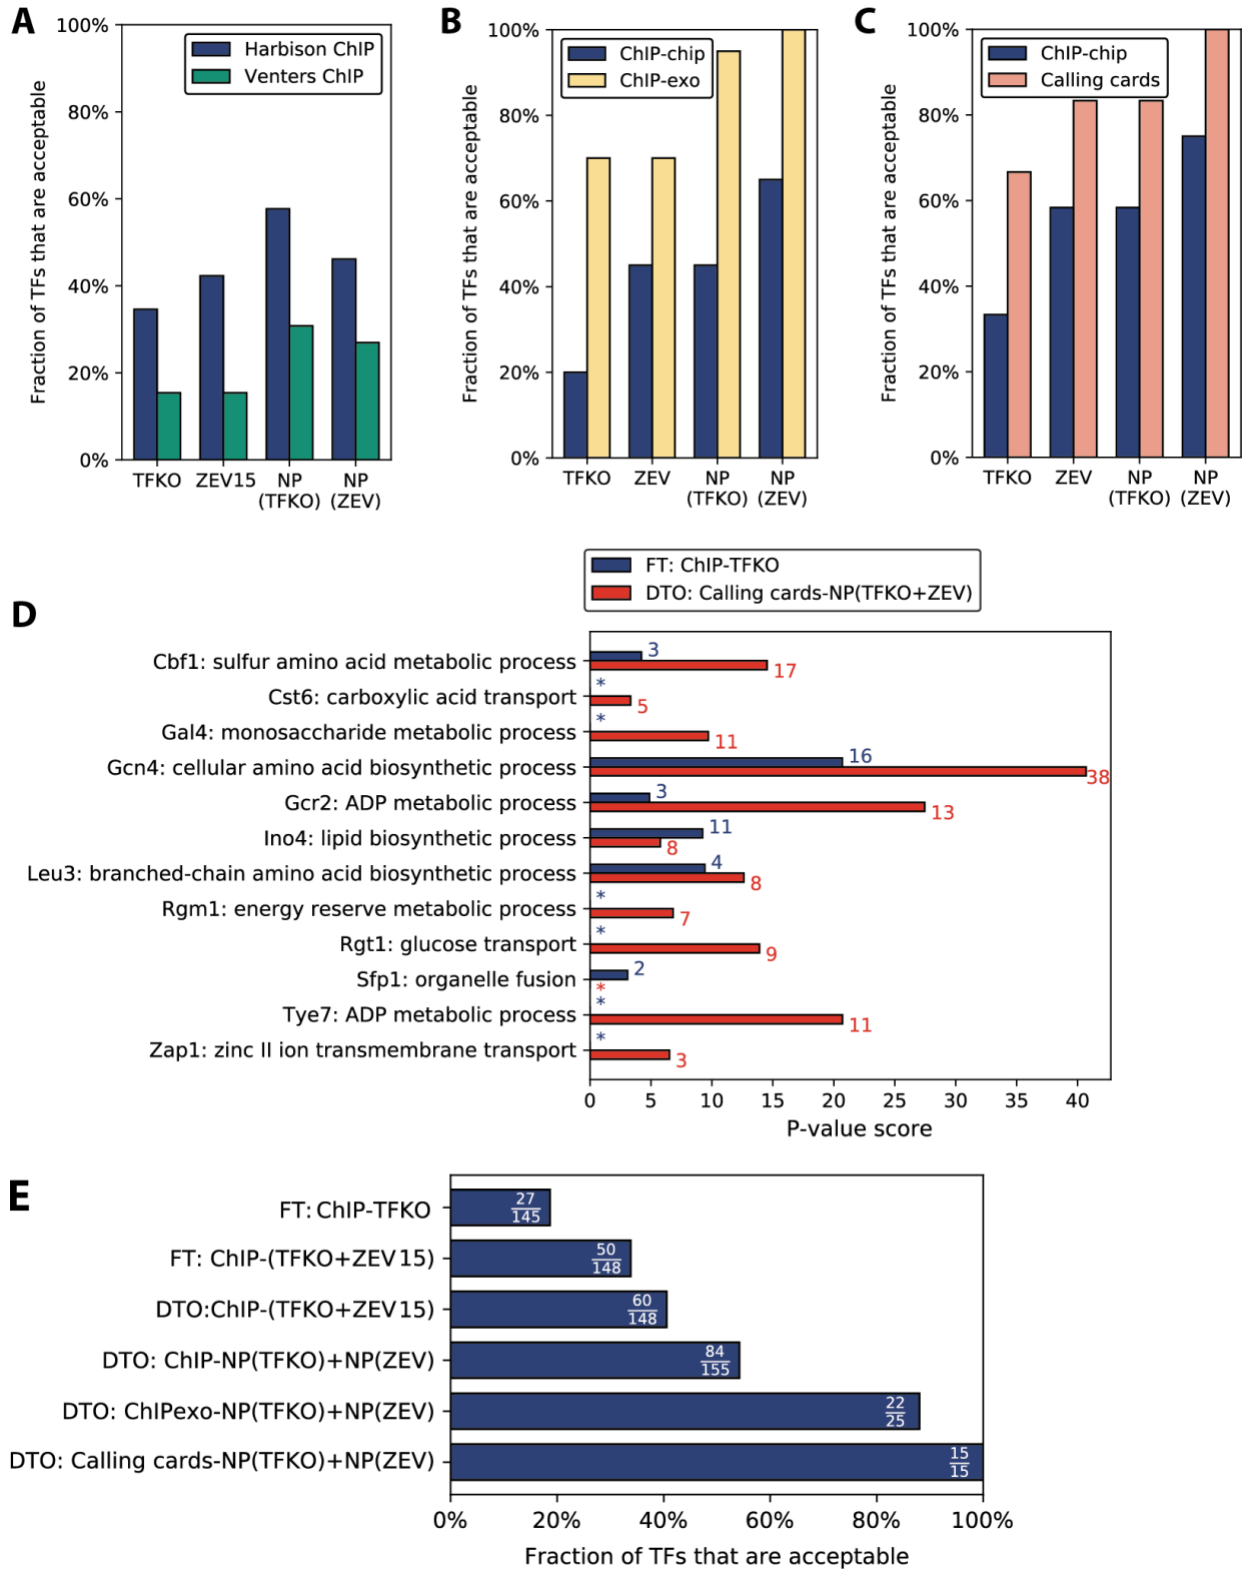 A
100%
80%
60%
40%
20%
0%
Fraction of TFs that are acceptable
Harbison ChIP
Venters ChIP
TFKO
ZEV15
NP
(TFKO)
NP
(ZEV)
B
100%
80%
60%
40%
20%
0%
Fraction of TFs that are acceptable
ChIP-chip
ChIP-exo
TFKO
ZEV
NP
(TFKO)
NP
(ZEV)
C
100%
80%
60%
40%
20%
0%
Fraction of TFs that are acceptable
ChIP-chip
Calling cards
TFKO
ZEV
NP
(TFKO)
NP
(ZEV)
D
FT: ChIP-TFKO
DTO: Calling cards-NP(TFKO+ZEV)
Cbf1: sulfur amino acid metabolic process
3
17
Cst6: carboxylic acid transport
*
5
Gal4: monosaccharide metabolic process
*
11
Gcn4: cellular amino acid biosynthetic process
16
38
Gcr2: ADP metabolic process
3
13
Ino4: lipid biosynthetic process
11
8
Leu3: branched-chain amino acid biosynthetic process
4
8
Rgm1: energy reserve metabolic process
*
7
Rgt1: glucose transport
*
9
Sfp1: organelle fusion
2
*
Tye7: ADP metabolic process
*
11
Zap1: zinc II ion transmembrane transport
*
3
0 5 10 15 20 25 30 35 40
P-value score
E
FT: ChIP-TFKO
27
145
FT: ChIP-(TFKO+ZEV15)
50
148
DTO:ChIP-(TFKO+ZEV15)
60
148
DTO: ChIP-NP(TFKO)+NP(ZEV)
84
155
DTO: ChIPexo-NP(TFKO)+NP(ZEV)
22
25
DTO: Calling cards-NP(TFKO)+NP(ZEV)
15
15
0% 20% 40% 60% 80% 100%
Fraction of TFs that are acceptable